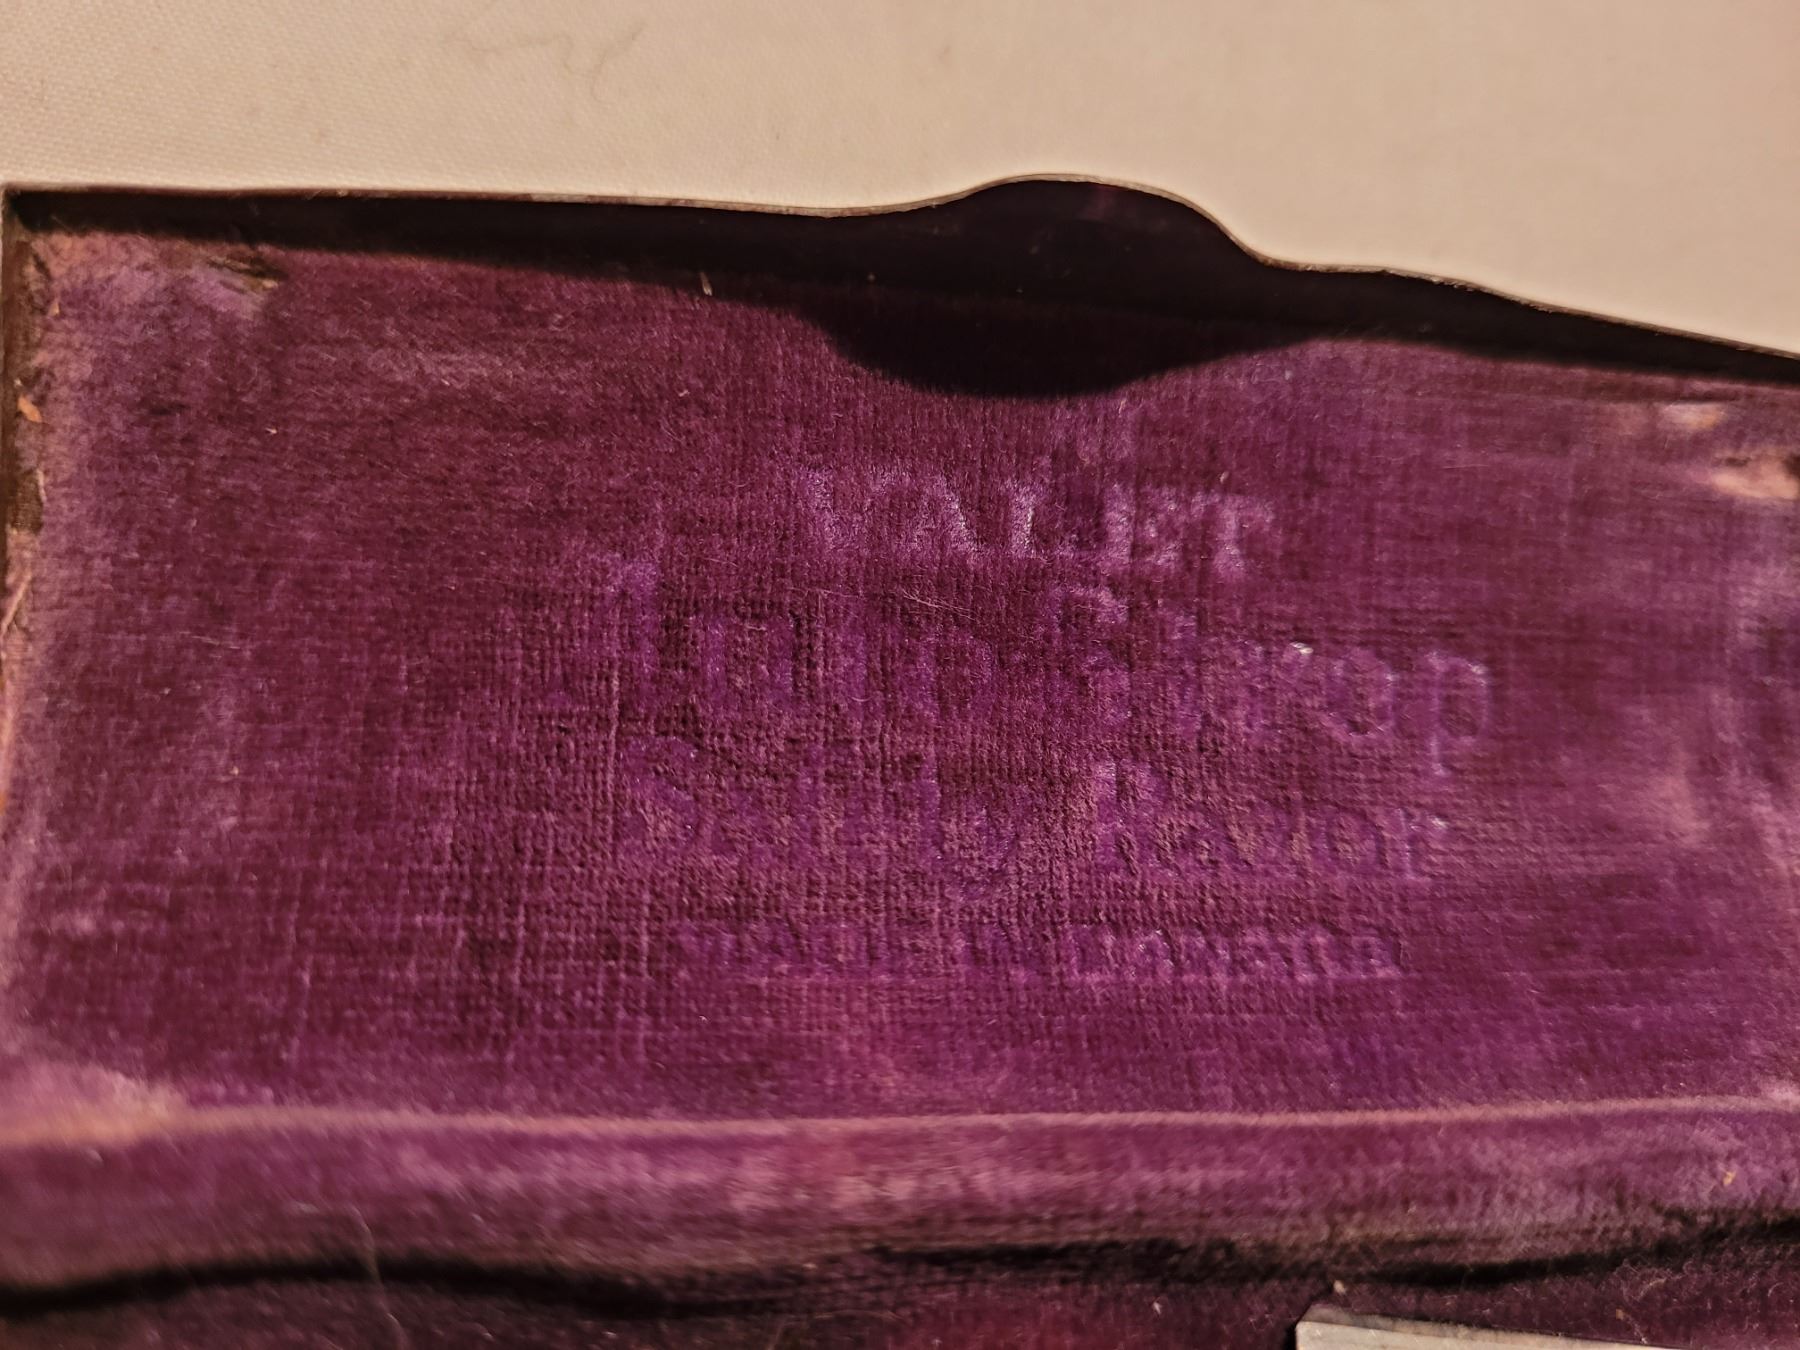 VALET
AutoStrop
Safety Razor
MADE IN CANADA